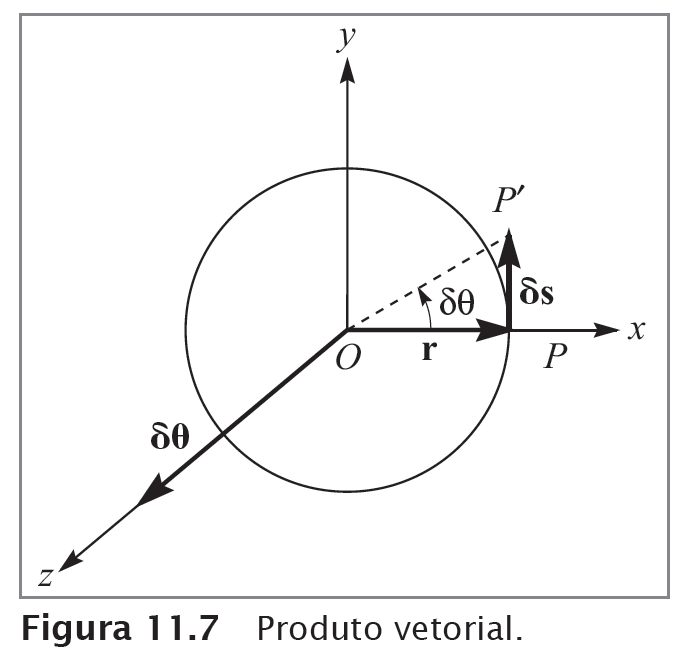 y
P′
δθ
δs
x
O
r
P
δθ
z
Figura 11.7 Produto vetorial.